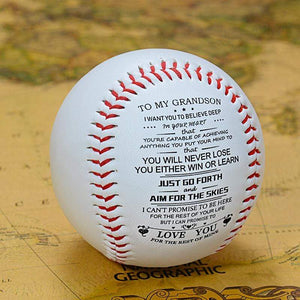 TO MY GRANDSON
I WANT YOU TO BELIEVE DEEP
in your heart
that
YOU'RE CAPABLE OF ACHIEVING
ANYTHING YOU PUT YOUR MIND TO
that
YOU WILL NEVER LOSE
YOU EITHER WIN OR LEARN
JUST GO FORTH
and
AIM FOR THE SKIES
I CAN'T PROMISE TO BE HERE
FOR THE REST OF YOUR LIFE
BUT I CAN PROMISE TO
LOVE YOU
FOR THE REST OF MINE
GEOGRAPHIC